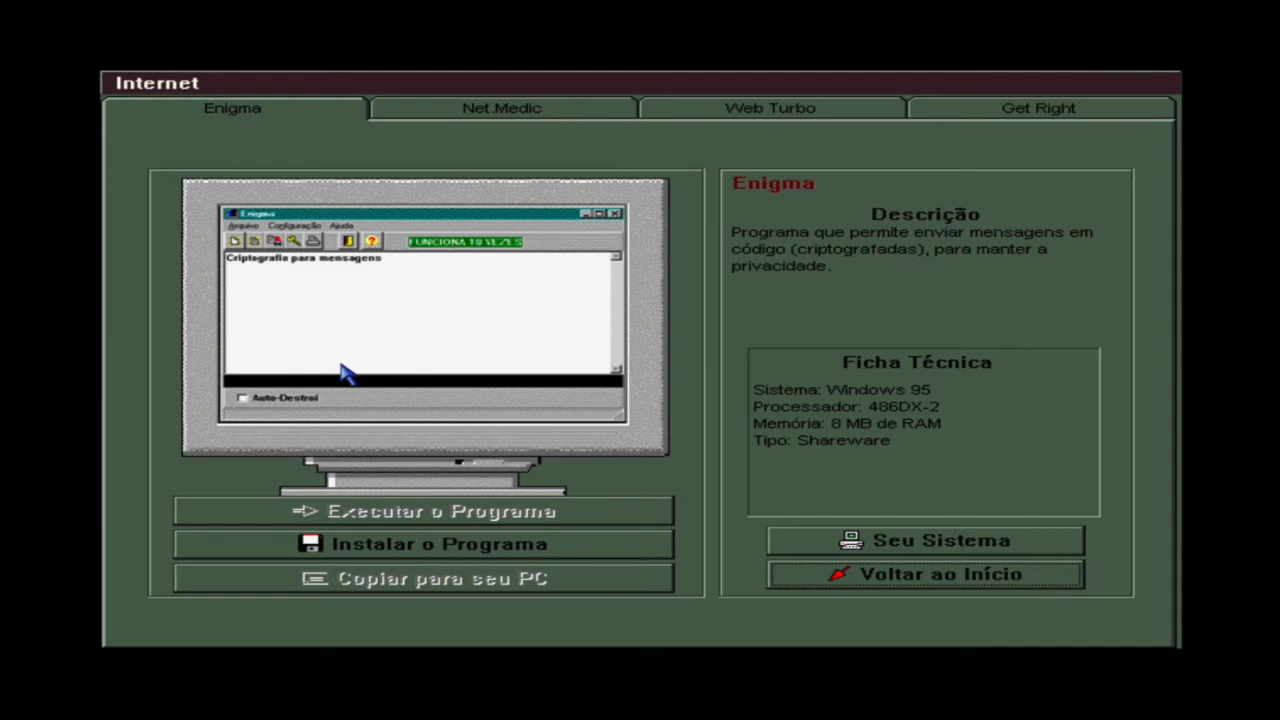 Internet
Enigma
Net.Medic
Web Turbo
Get Right
Enigma
Arquivo Configuração Ajuda
FUNCIONA 10 VEZES
Criptografia para mensagens
Auto-Destroi
Executar o Programa
Instalar o Programa
Copiar para seu PC
Enigma
Descrição
Programa que permite enviar mensagens em
código (criptografadas), para manter a
privacidade.
Ficha Técnica
Sistema: Windows 95
Processador: 486DX-2
Memória: 8 MB de RAM
Tipo: Shareware
Seu Sistema
Voltar ao Início